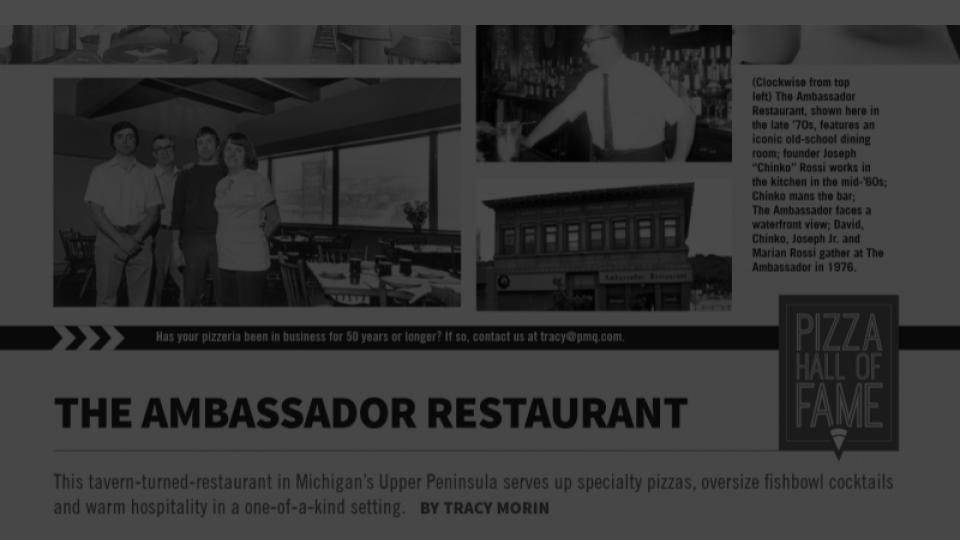 (Clockwise from top
left) The Ambassador
Restaurant, shown here in
the late '70s, features an
iconic old-school dining
room; founder Joseph
“Chinko” Rossi works in
the kitchen in the mid-'60s;
Chinko mans the bar;
The Ambassador faces a
waterfront view; David,
Chinko, Joseph Jr. and
Marian Rossi gather at The
Ambassador in 1976.
Ambassador Restaurant
Has your pizzeria been in business for 50 years or longer? If so, contact us at tracy@pmq.com.
PIZZA
HALL OF
FAME
THE AMBASSADOR RESTAURANT
This tavern-turned-restaurant in Michigan's Upper Peninsula serves up specialty pizzas, oversize fishbowl cocktails
and warm hospitality in a one-of-a-kind setting. BY TRACY MORIN